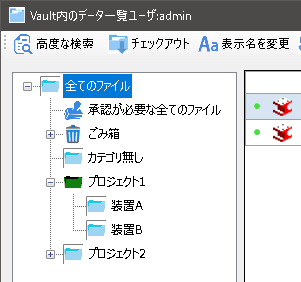 Vault内のデータ一覧ユーザ:admin
高度な検索 チェックアウト Aa 表示名を変更
全てのファイル
承認が必要な全てのファイル
ごみ箱
カテゴリ無し
プロジェクト1
装置A
装置B
プロジェクト2